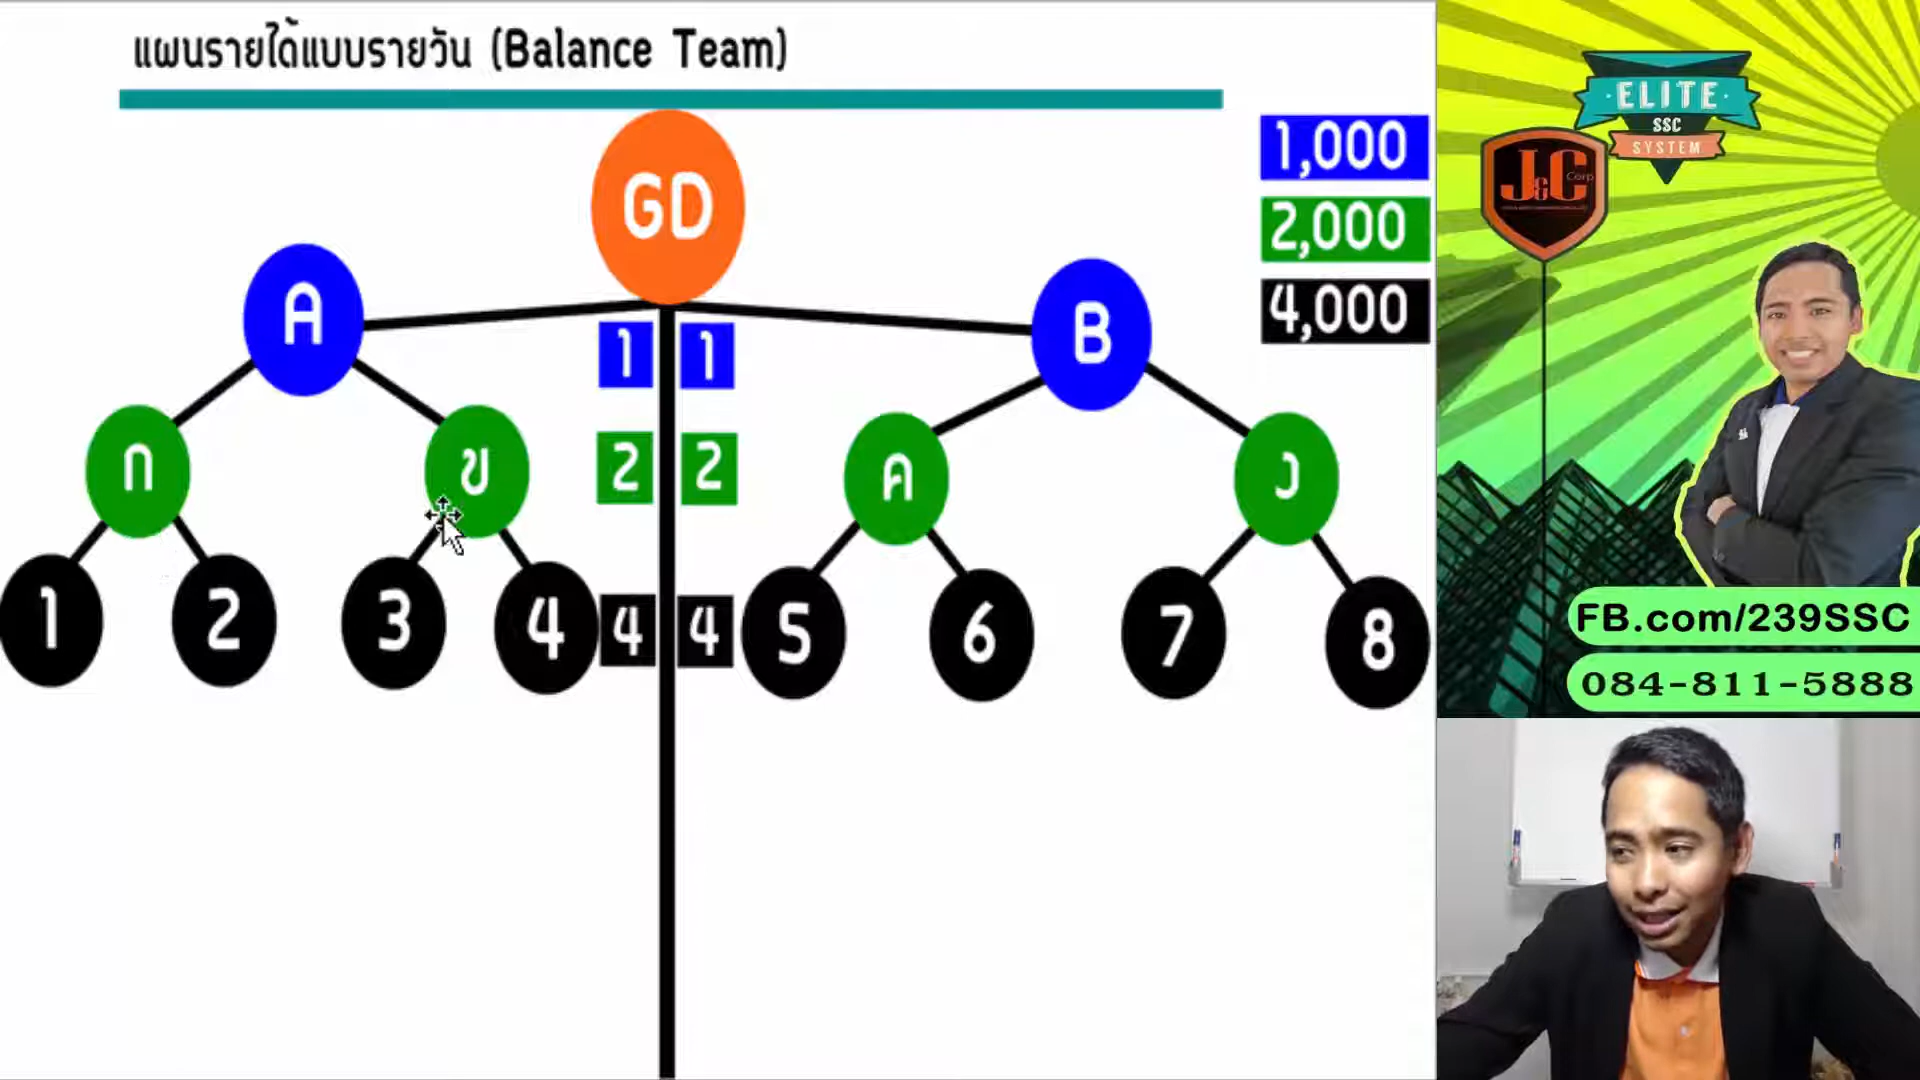 แผนรายได้แบบรายวัน (Balance Team)
GD
1,000
2,000
4,000
A
B
1 1
ก
ข
2 2
ค
ง
1
2
3
4
4 4
5
6
7
8
ELITE
SSC
SYSTEM
J&C
Corp
FB.com/239SSC
084-811-5888